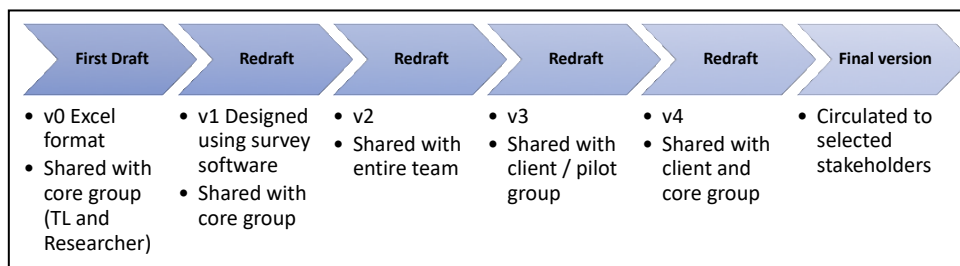 First Draft
Redraft
Redraft
Redraft
Redraft
Final version
• v0 Excel
format
• Shared with
core group
(TL and
Researcher)
• v1 Designed
using survey
software
• Shared with
core group
• v2
• Shared with
entire team
• v3
• Shared with
client / pilot
group
• v4
• Shared with
client and
core group
• Circulated to
selected
stakeholders